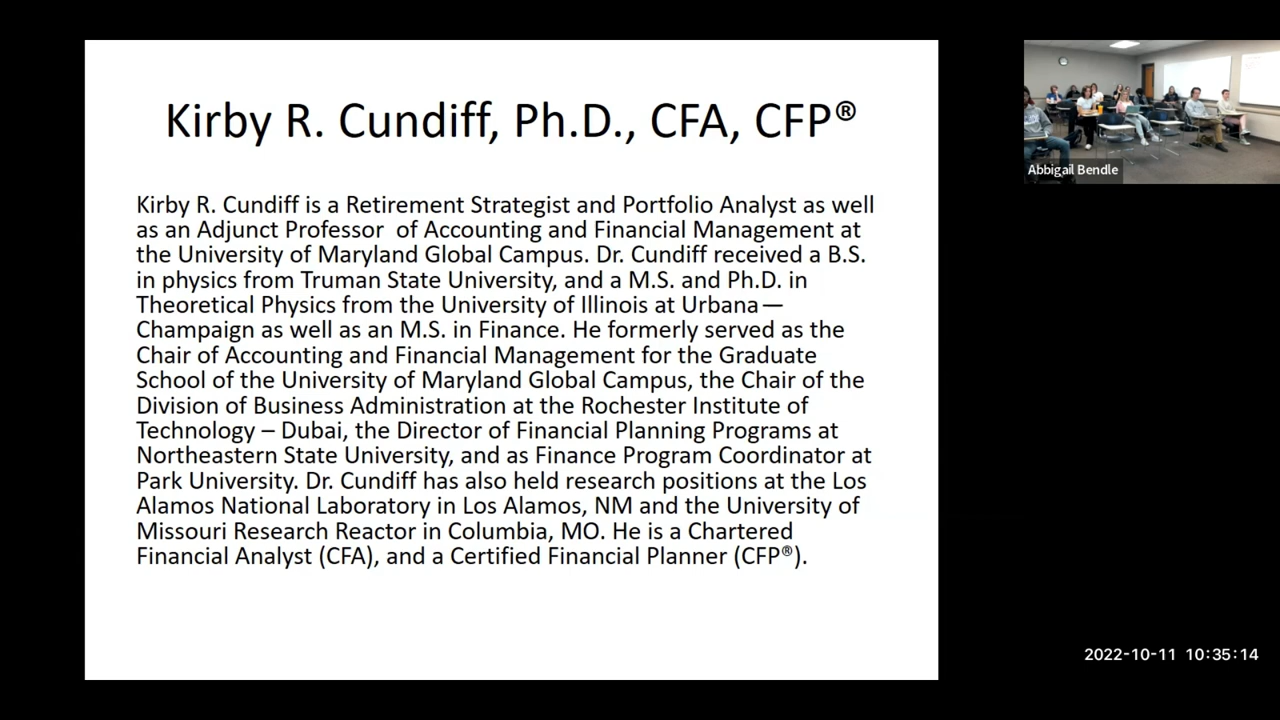 Kirby R. Cundiff, Ph.D., CFA, CFP®
Kirby R. Cundiff is a Retirement Strategist and Portfolio Analyst as well
as an Adjunct Professor of Accounting and Financial Management at
the University of Maryland Global Campus. Dr. Cundiff received a B.S.
in physics from Truman State University, and a M.S. and Ph.D. in
Theoretical Physics from the University of Illinois at Urbana—
Champaign as well as an M.S. in Finance. He formerly served as the
Chair of Accounting and Financial Management for the Graduate
School of the University of Maryland Global Campus, the Chair of the
Division of Business Administration at the Rochester Institute of
Technology – Dubai, the Director of Financial Planning Programs at
Northeastern State University, and as Finance Program Coordinator at
Park University. Dr. Cundiff has also held research positions at the Los
Alamos National Laboratory in Los Alamos, NM and the University of
Missouri Research Reactor in Columbia, MO. He is a Chartered
Financial Analyst (CFA), and a Certified Financial Planner (CFP®).
Abbigail Bendle
2022-10-11 10:35:14